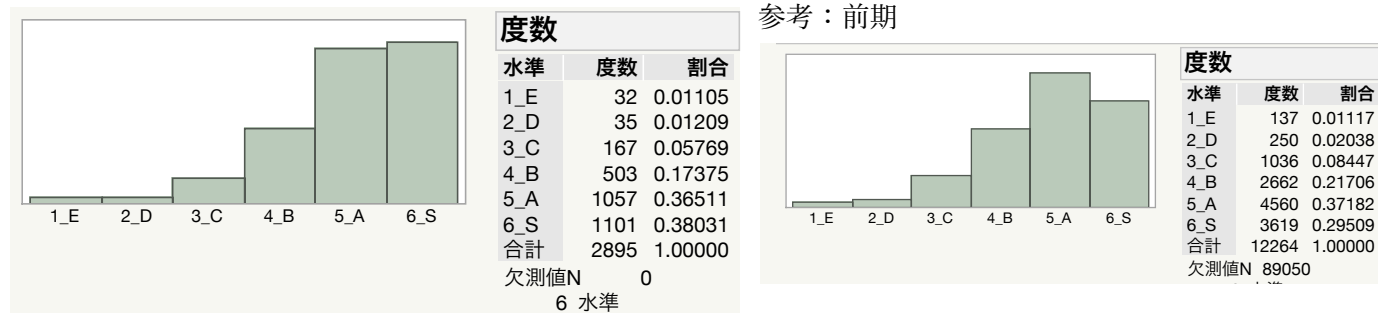 度数
水準 度数 割合
1_E 32 0.01105
2_D 35 0.01209
3_C 167 0.05769
4_B 503 0.17375
5_A 1057 0.36511
6_S 1101 0.38031
合計 2895 1.00000
欠測値N 0
6 水準
1_E 2_D 3_C 4_B 5_A 6_S
参考：前期
度数
水準 度数 割合
1_E 137 0.01117
2_D 250 0.02038
3_C 1036 0.08447
4_B 2662 0.21706
5_A 4560 0.37182
6_S 3619 0.29509
合計 12264 1.00000
欠測値N 89050
1_E 2_D 3_C 4_B 5_A 6_S